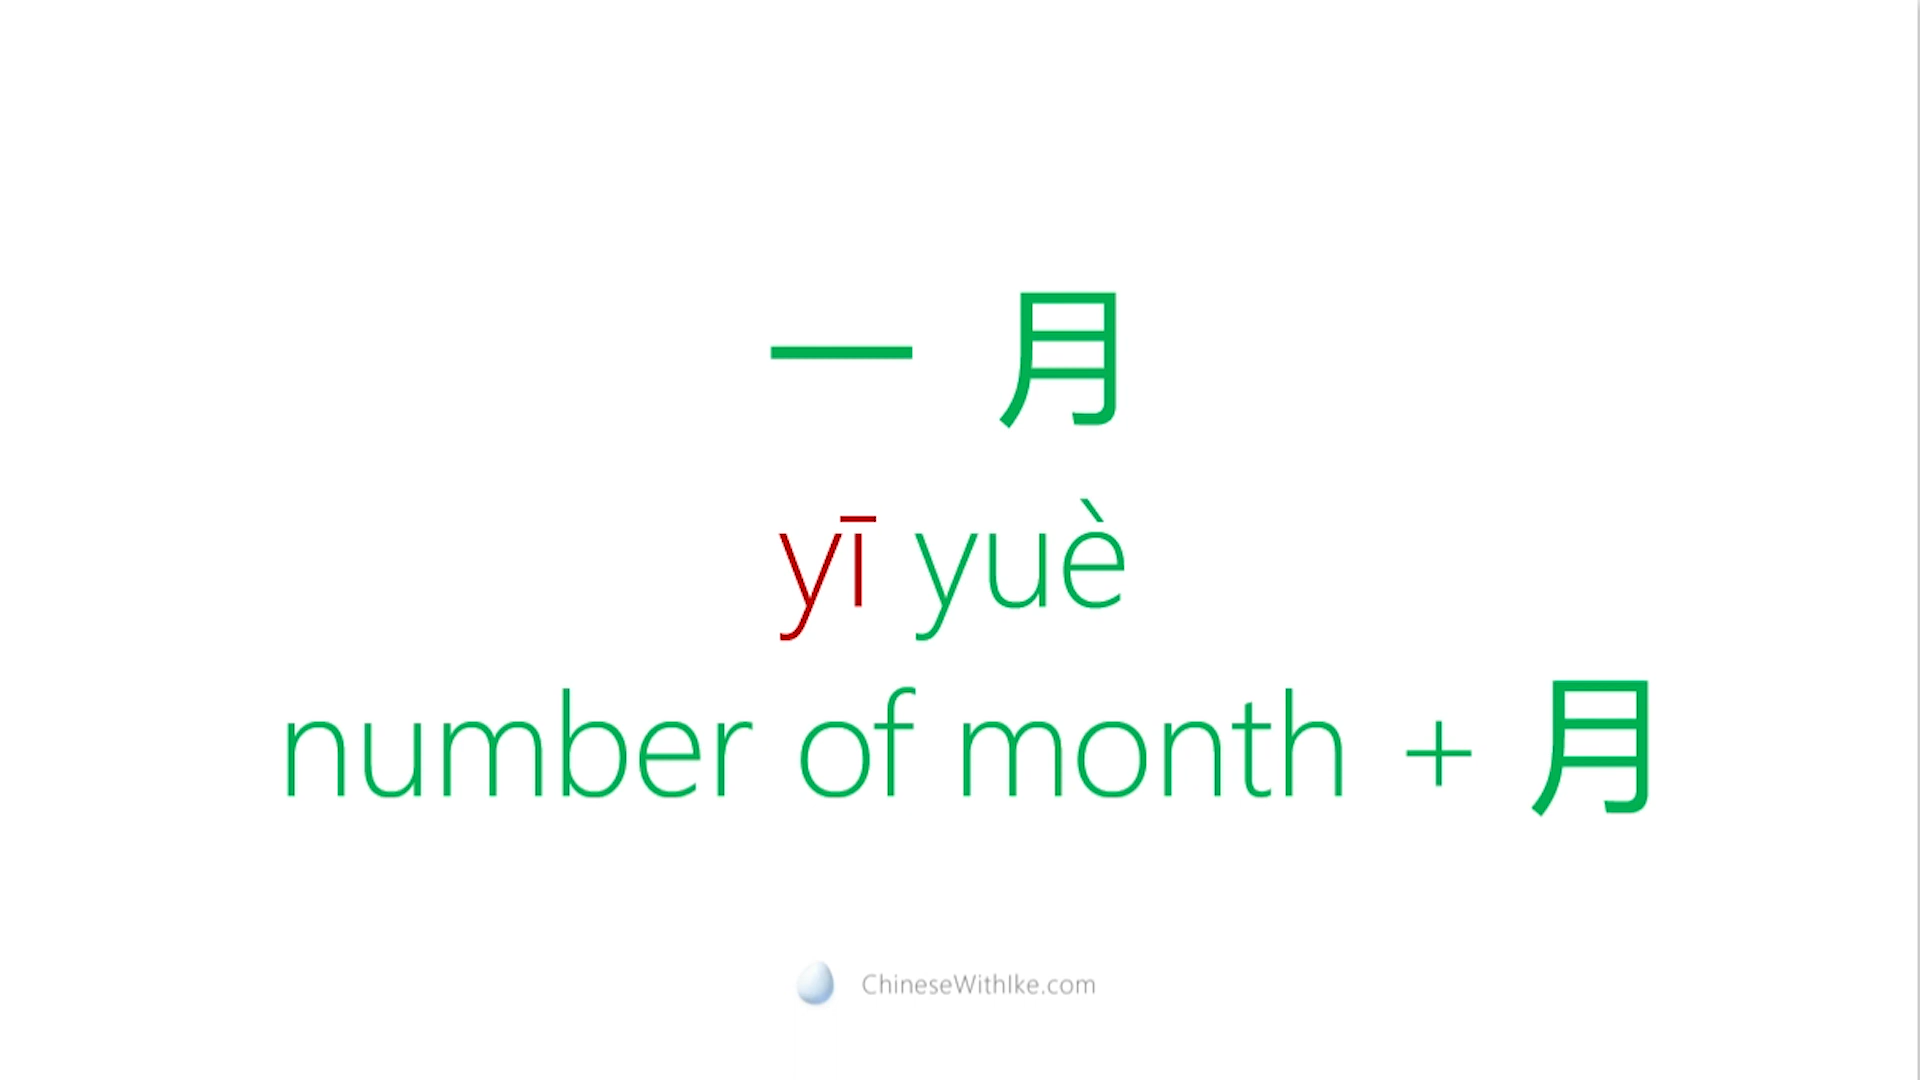 一 月
yī yuè
number of month + 月
ChineseWithIke.com